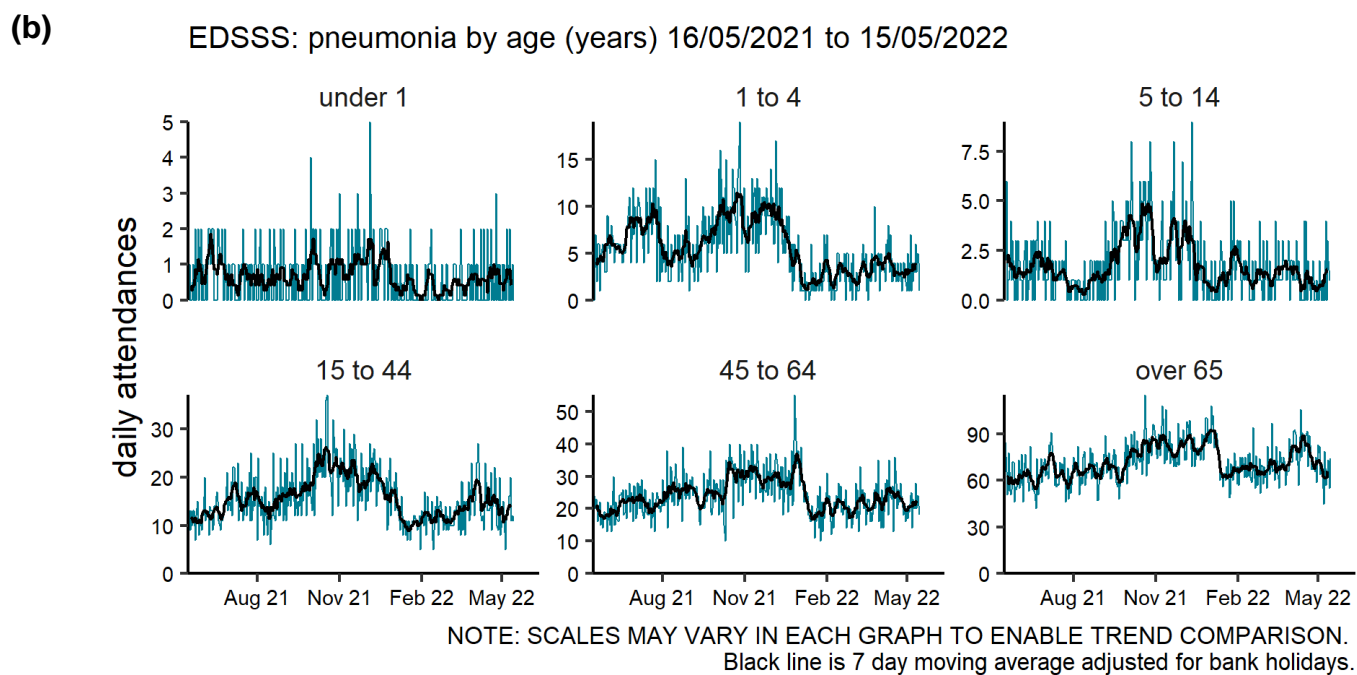 (b)
EDSSS: pneumonia by age (years) 16/05/2021 to 15/05/2022
daily attendances
under 1
5
4
3
2
1
0
1 to 4
15
10
5
0
5 to 14
7.5
5.0
2.5
0.0
15 to 44
30
20
10
0
Aug 21 Nov 21 Feb 22 May 22
45 to 64
50
40
30
20
10
0
Aug 21 Nov 21 Feb 22 May 22
over 65
90
60
30
0
Aug 21 Nov 21 Feb 22 May 22
NOTE: SCALES MAY VARY IN EACH GRAPH TO ENABLE TREND COMPARISON.
Black line is 7 day moving average adjusted for bank holidays.